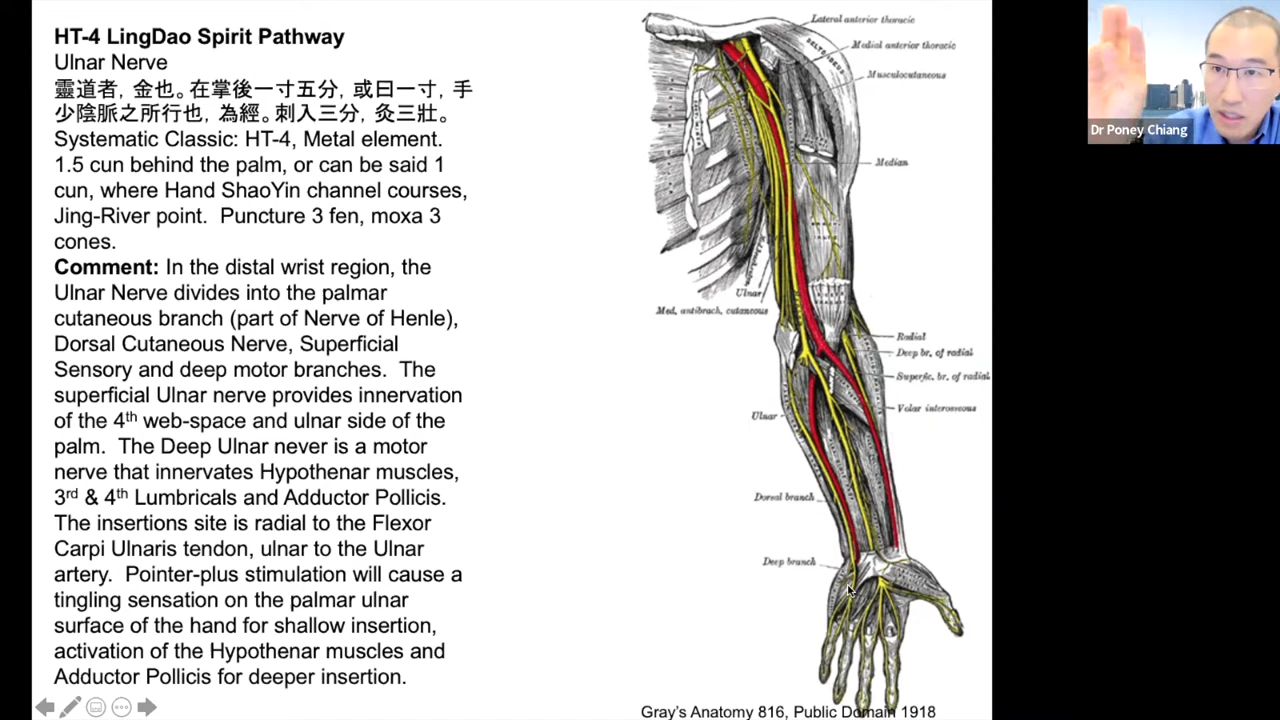 HT-4 LingDao Spirit Pathway
Ulnar Nerve
靈道者，金也。在掌後一寸五分，或曰一寸，手
少陰脈之所行也，為經。刺入三分，灸三壯。
Systematic Classic: HT-4, Metal element.
1.5 cun behind the palm, or can be said 1
cun, where Hand ShaoYin channel courses,
Jing-River point.  Puncture 3 fen, moxa 3
cones.
Comment: In the distal wrist region, the
Ulnar Nerve divides into the palmar
cutaneous branch (part of Nerve of Henle),
Dorsal Cutaneous Nerve, Superficial
Sensory and deep motor branches.  The
superficial Ulnar nerve provides innervation
of the 4th web-space and ulnar side of the
palm.  The Deep Ulnar never is a motor
nerve that innervates Hypothenar muscles,
3rd & 4th Lumbricals and Adductor Pollicis.
The insertions site is radial to the Flexor
Carpi Ulnaris tendon, ulnar to the Ulnar
artery.  Pointer-plus stimulation will cause a
tingling sensation on the palmar ulnar
surface of the hand for shallow insertion,
activation of the Hypothenar muscles and
Adductor Pollicis for deeper insertion.
Lateral anterior thoracic
Medial anterior thoracic
DELTOIDEUS
Musculocutaneous
Median
Ulnar
Med. antibrach. cutaneous
Radial
Deep br. of radial
Superfic. br. of radial
Volar interosseous
Ulnar
Dorsal branch
Deep branch
Gray's Anatomy 816, Public Domain 1918
Dr Poney Chiang